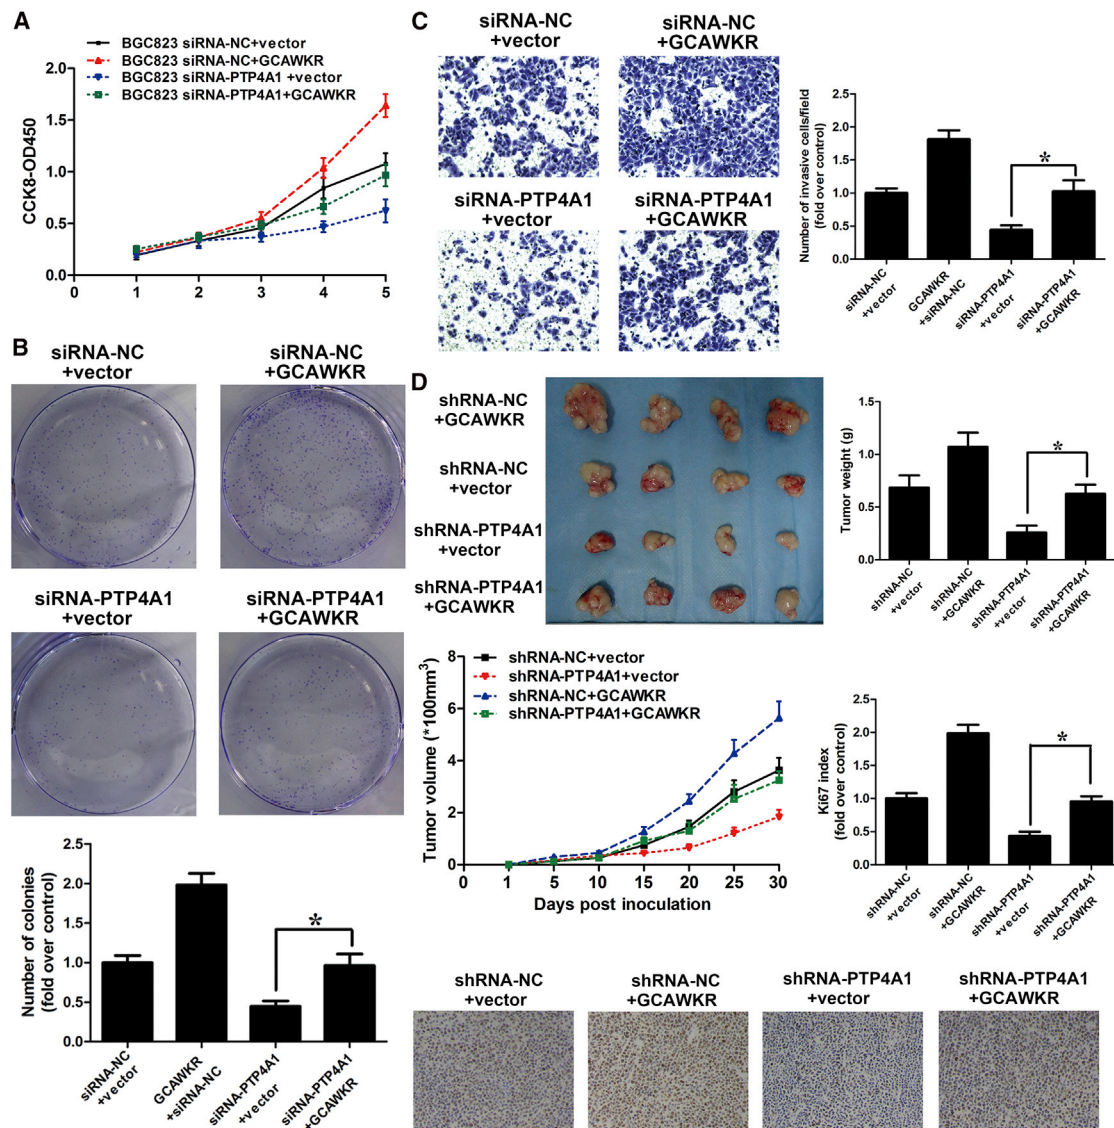 A
BGC823 siRNA-NC+vector
BGC823 siRNA-NC+GCAWKR
BGC823 siRNA-PTP4A1 +vector
BGC823 siRNA-PTP4A1+GCAWKR
CCK8-OD450
2.0
1.5
1.0
0.5
0.0
0 1 2 3 4 5
B
siRNA-NC
+vector
siRNA-NC
+GCAWKR
siRNA-PTP4A1
+vector
siRNA-PTP4A1
+GCAWKR
Number of colonies
(fold over control)
2.5
2.0
1.5
1.0
0.5
0.0
*
siRNA-NC
+vector
GCAWKR
+siRNA-NC
siRNA-PTP4A1
+vector
siRNA-PTP4A1
+GCAWKR
C
siRNA-NC
+vector
siRNA-NC
+GCAWKR
siRNA-PTP4A1
+vector
siRNA-PTP4A1
+GCAWKR
Number of invasive cells/field
(fold over control)
2.5
2.0
1.5
1.0
0.5
0.0
*
siRNA-NC
+vector
GCAWKR
+siRNA-NC
siRNA-PTP4A1
+vector
siRNA-PTP4A1
+GCAWKR
D
shRNA-NC
+GCAWKR
shRNA-NC
+vector
shRNA-PTP4A1
+vector
shRNA-PTP4A1
+GCAWKR
Tumor weight (g)
1.5
1.0
0.5
0.0
*
shRNA-NC
+vector
shRNA-NC
+GCAWKR
shRNA-PTP4A1
+vector
shRNA-PTP4A1
+GCAWKR
shRNA-NC+vector
shRNA-PTP4A1+vector
shRNA-NC+GCAWKR
shRNA-PTP4A1+GCAWKR
Tumor volume (*100mm3)
8
6
4
2
0
0 1 5 10 15 20 25 30
Days post inoculation
Ki67 index
(fold over control)
2.5
2.0
1.5
1.0
0.5
0.0
*
shRNA-NC
+vector
shRNA-NC
+GCAWKR
shRNA-PTP4A1
+vector
shRNA-PTP4A1
+GCAWKR
shRNA-NC
+vector
shRNA-NC
+GCAWKR
shRNA-PTP4A1
+vector
shRNA-PTP4A1
+GCAWKR